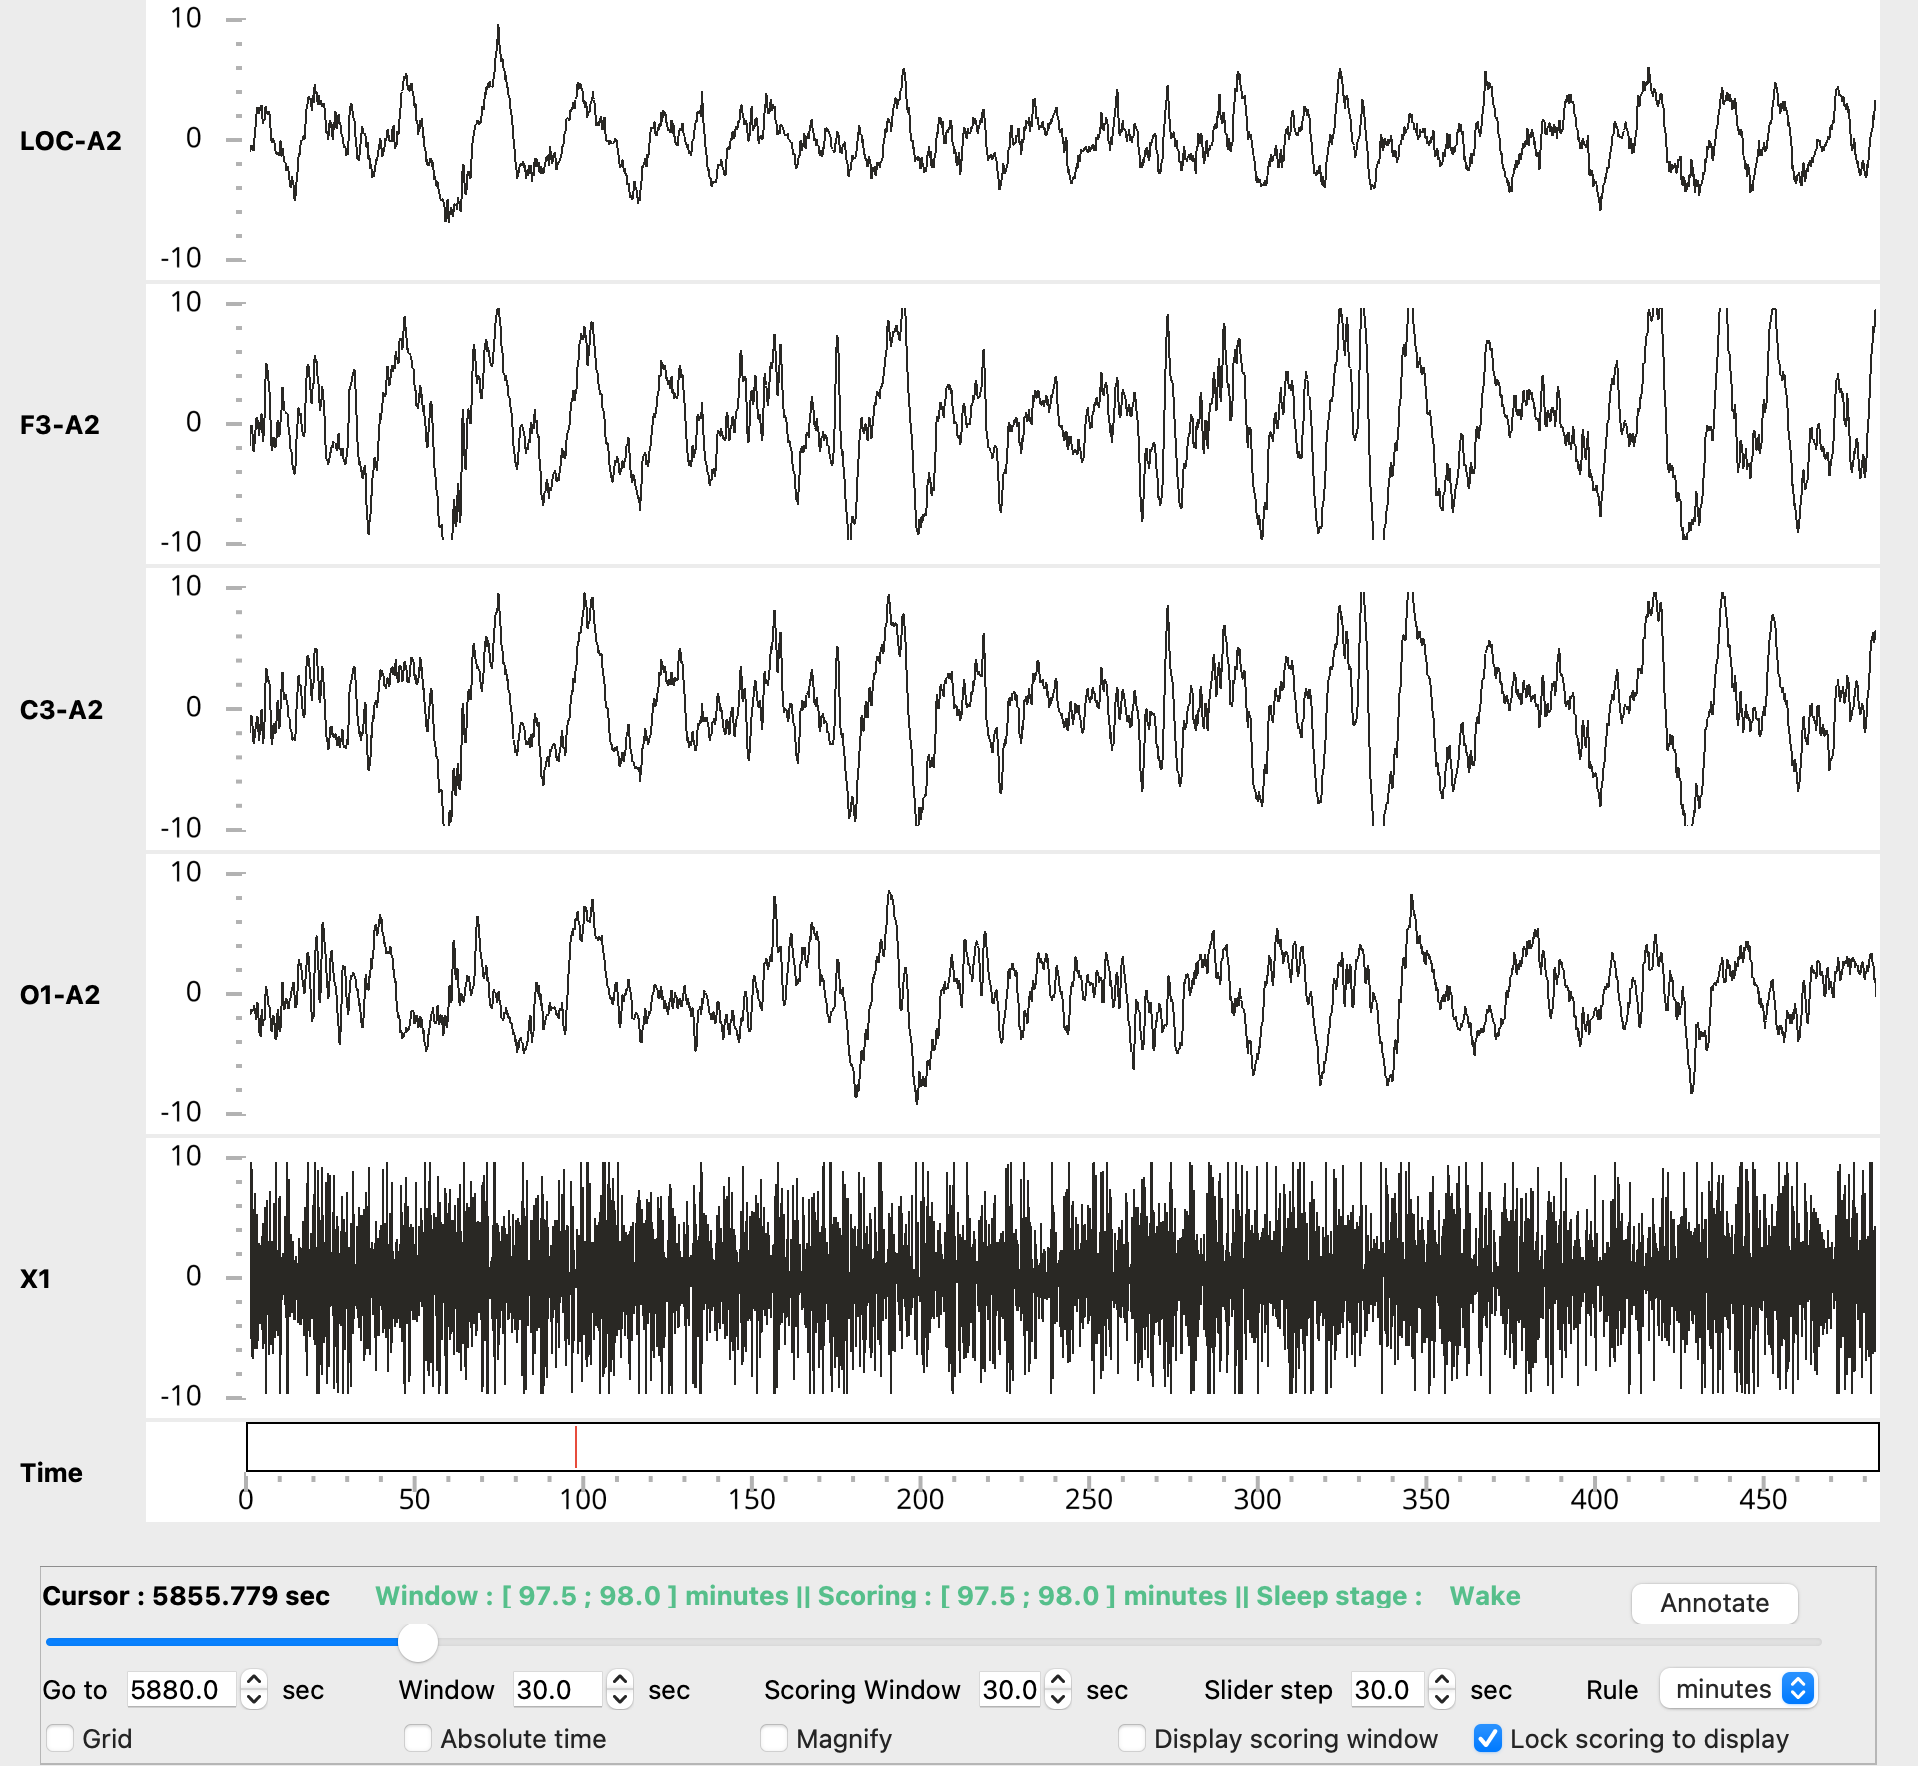 10
LOC-A2
0
-10
10
F3-A2
0
-10
10
C3-A2
0
-10
10
O1-A2
0
-10
10
X1
0
-10
Time
0 50 100 150 200 250 300 350 400 450
Cursor : 5855.779 sec Window : [ 97.5 ; 98.0 ] minutes || Scoring : [ 97.5 ; 98.0 ] minutes || Sleep stage : Wake Annotate
Go to 5880.0 sec Window 30.0 sec Scoring Window 30.0 sec Slider step 30.0 sec Rule minutes
Grid Absolute time Magnify Display scoring window Lock scoring to display